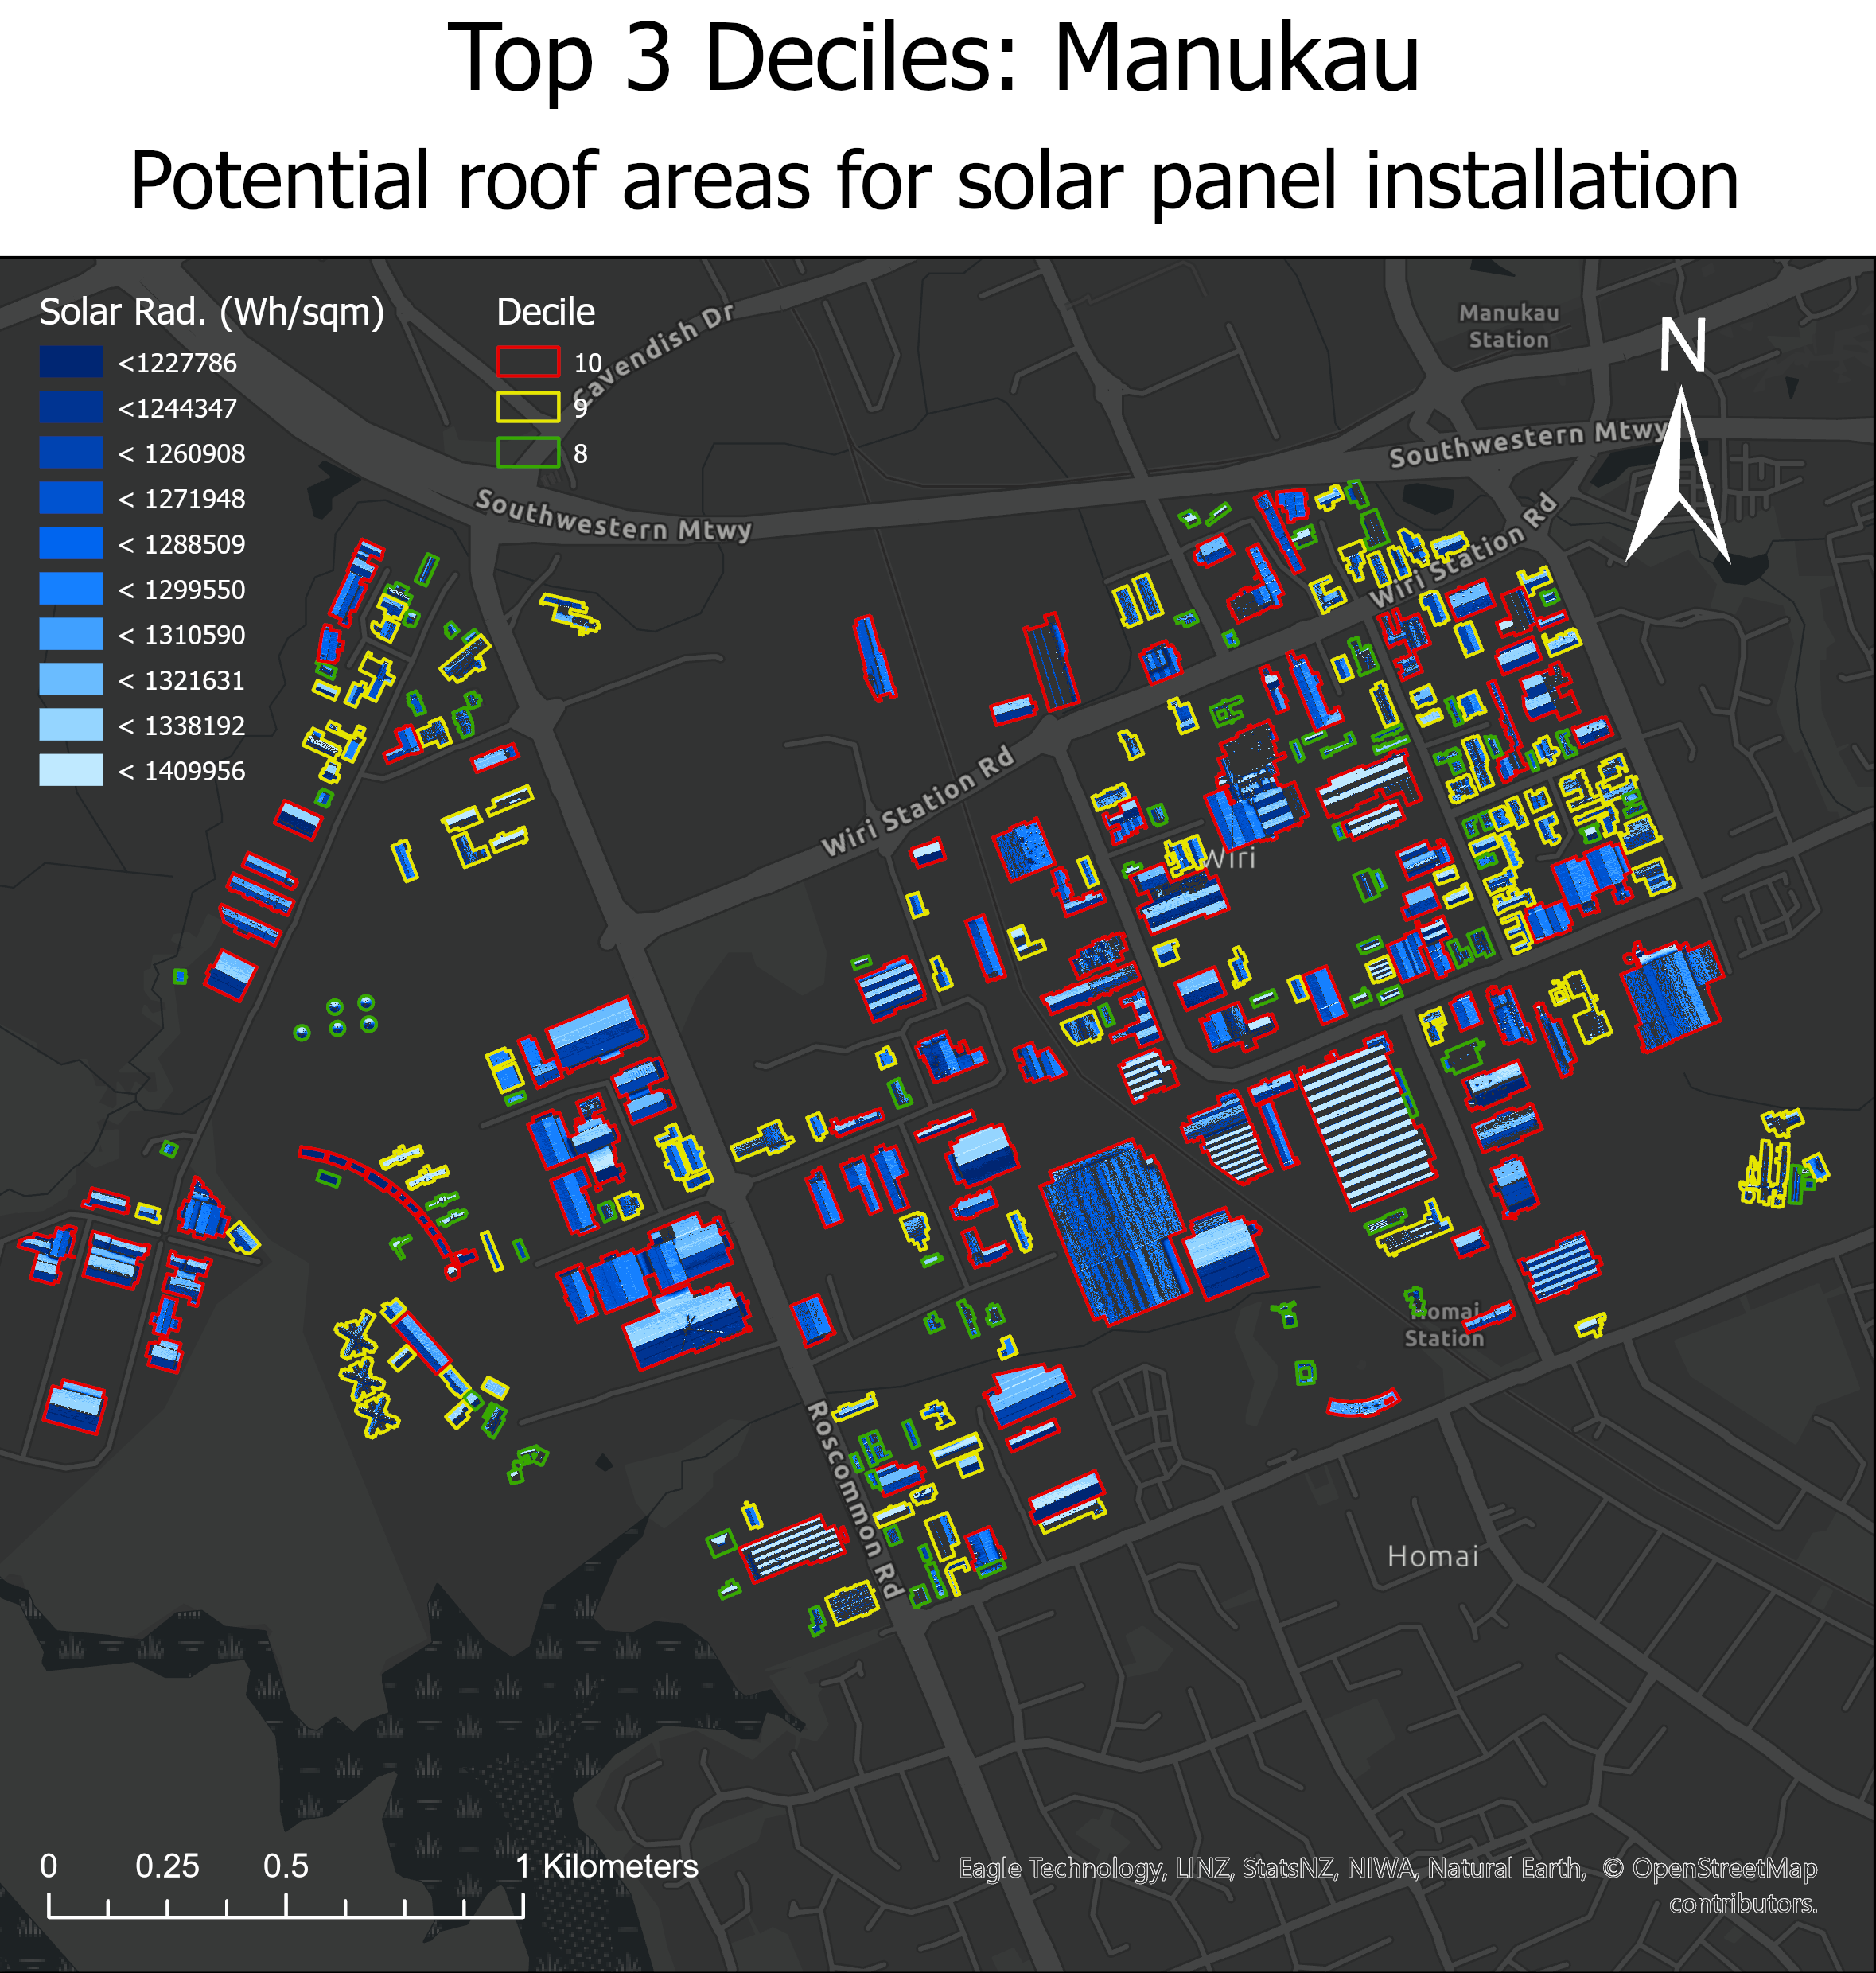 Top 3 Deciles: Manukau
Potential roof areas for solar panel installation
Solar Rad. (Wh/sqm)
<1227786
<1244347
< 1260908
< 1271948
< 1288509
< 1299550
< 1310590
< 1321631
< 1338192
< 1409956
Decile
10
9
8
Cavendish Dr
Manukau
Station
N
Southwestern Mtwy
Southwestern Mtwy
Wiri Station Rd
Wiri Station Rd
Wiri
Homai
Station
Roscommon Rd
Homai
0 0.25 0.5 1 Kilometers
Eagle Technology, LINZ, StatsNZ, NIWA, Natural Earth, © OpenStreetMap
contributors.